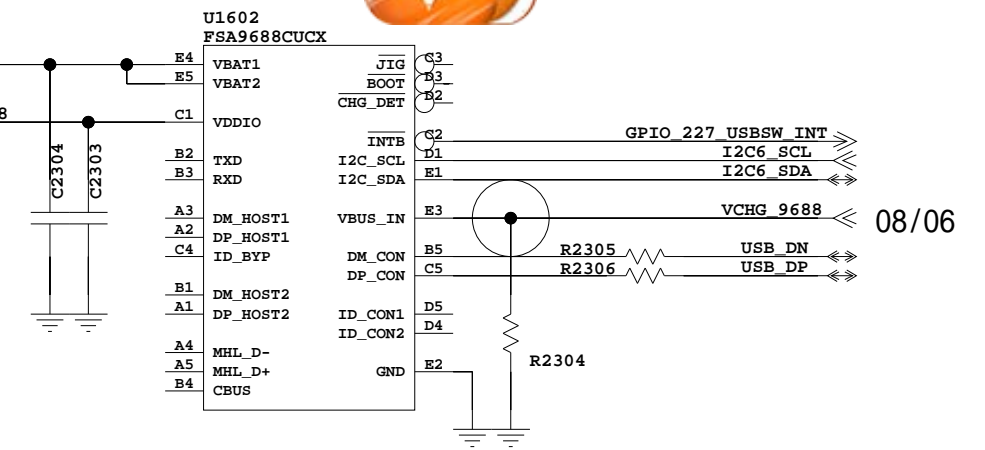 U1602
FSA9688CUCX
E4 VBAT1 JIG C3
E5 VBAT2 BOOT D3
CHG_DET D2
8 C1 VDDIO
INTB C2 GPIO_227_USBSW_INT
B2 TXD I2C_SCL D1 I2C6_SCL
B3 RXD I2C_SDA E1 I2C6_SDA
C2304 C2303
A3 DM_HOST1 VBUS_IN E3 VCHG_9688 08/06
A2 DP_HOST1
C4 ID_BYP DM_CON B5 R2305 USB_DN
DP_CON C5 R2306 USB_DP
B1 DM_HOST2
A1 DP_HOST2 ID_CON1 D5
ID_CON2 D4
A4 MHL_D-
A5 MHL_D+ GND E2 R2304
B4 CBUS